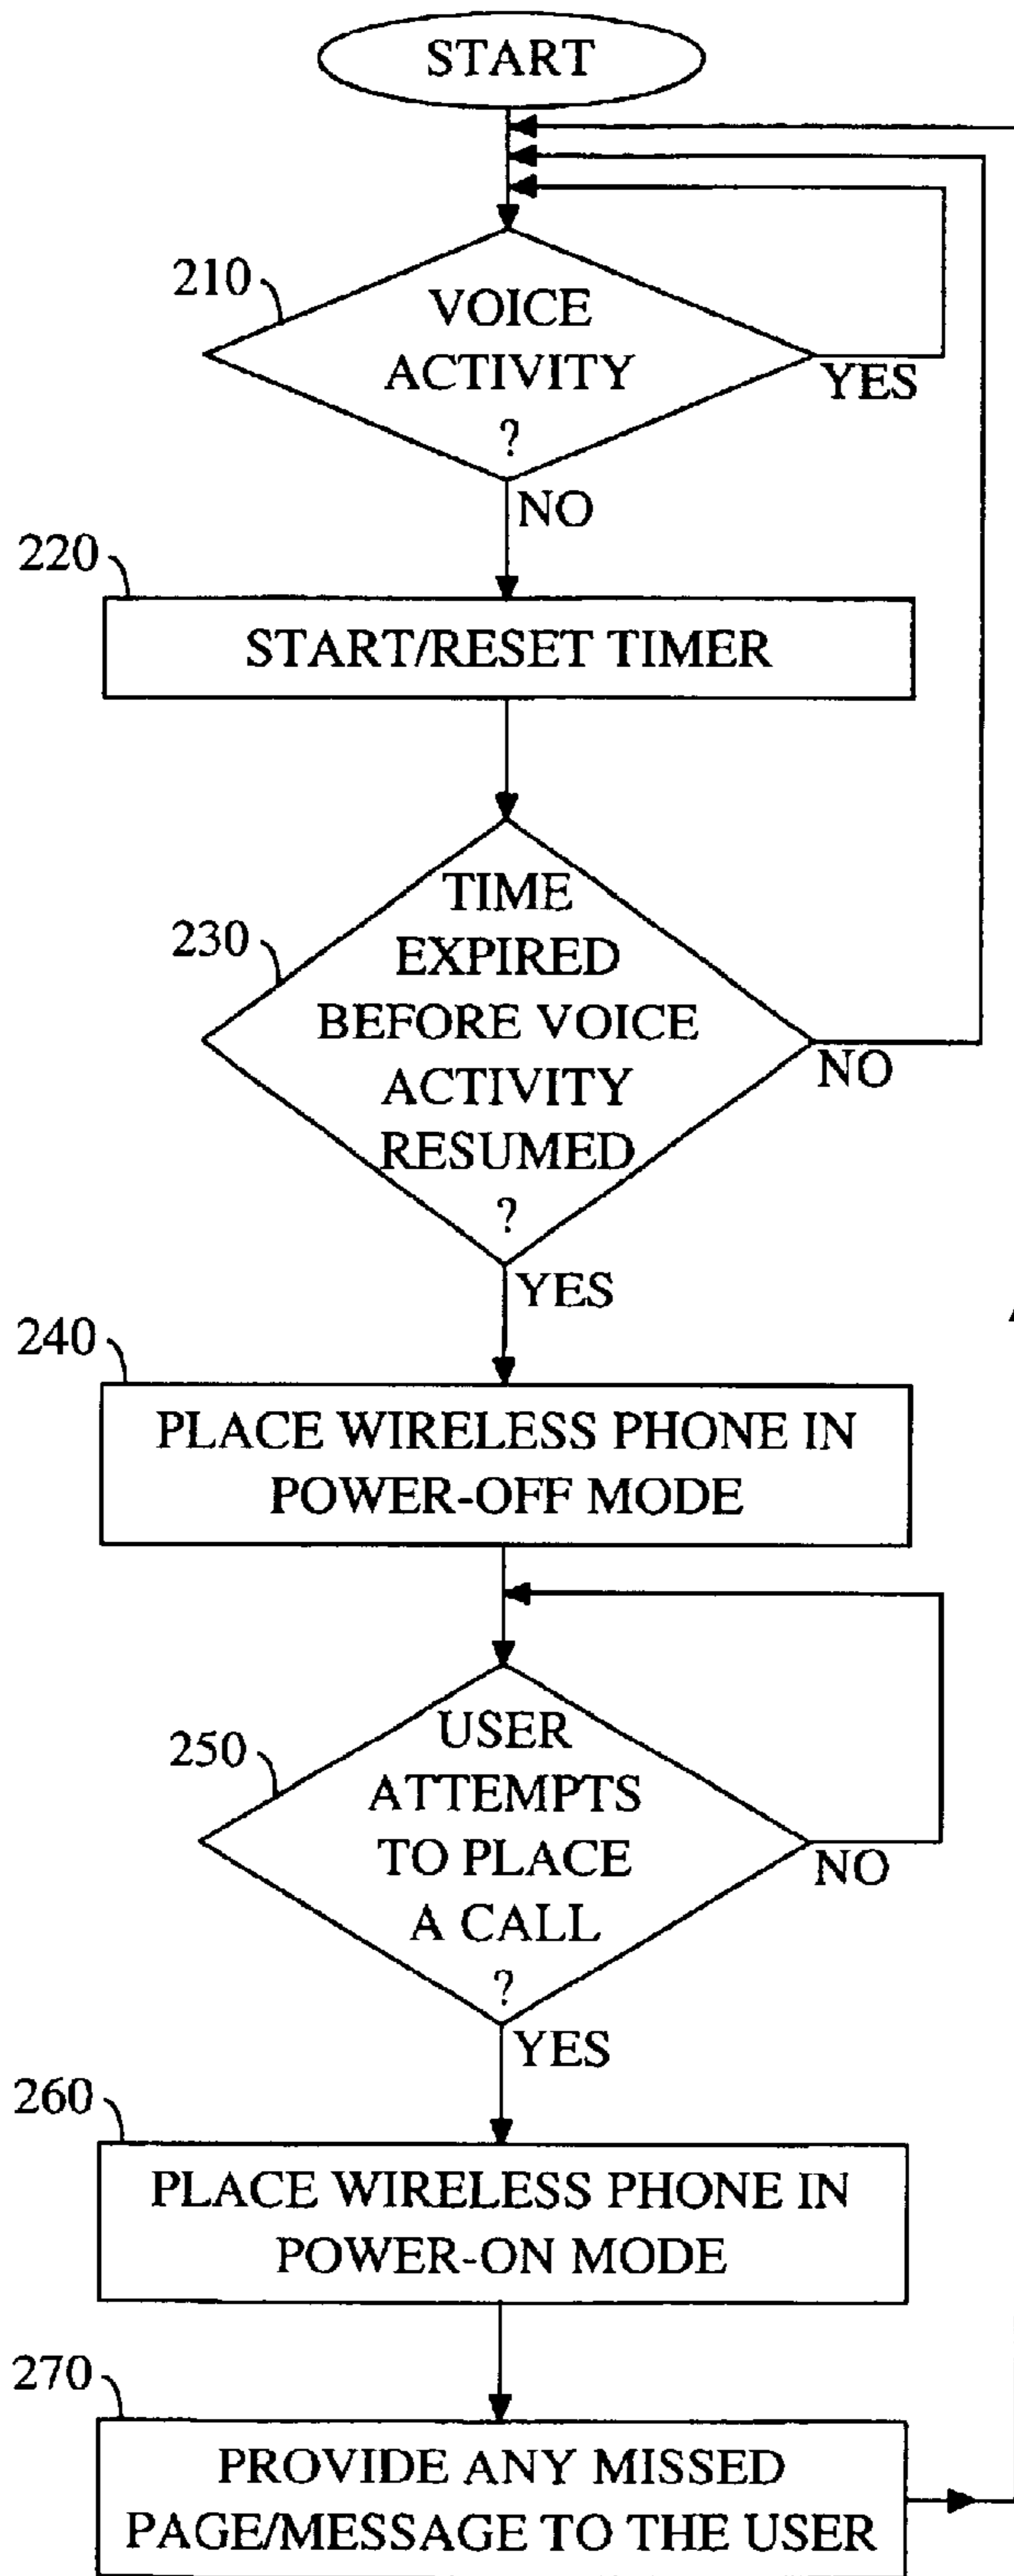 START
210
VOICE
ACTIVITY
?
YES
NO
220
START/RESET TIMER
230
TIME
EXPIRED
BEFORE VOICE
ACTIVITY
RESUMED
?
NO
YES
240
PLACE WIRELESS PHONE IN
POWER-OFF MODE
250
USER
ATTEMPTS
TO PLACE
A CALL
?
NO
YES
260
PLACE WIRELESS PHONE IN
POWER-ON MODE
270
PROVIDE ANY MISSED
PAGE/MESSAGE TO THE USER